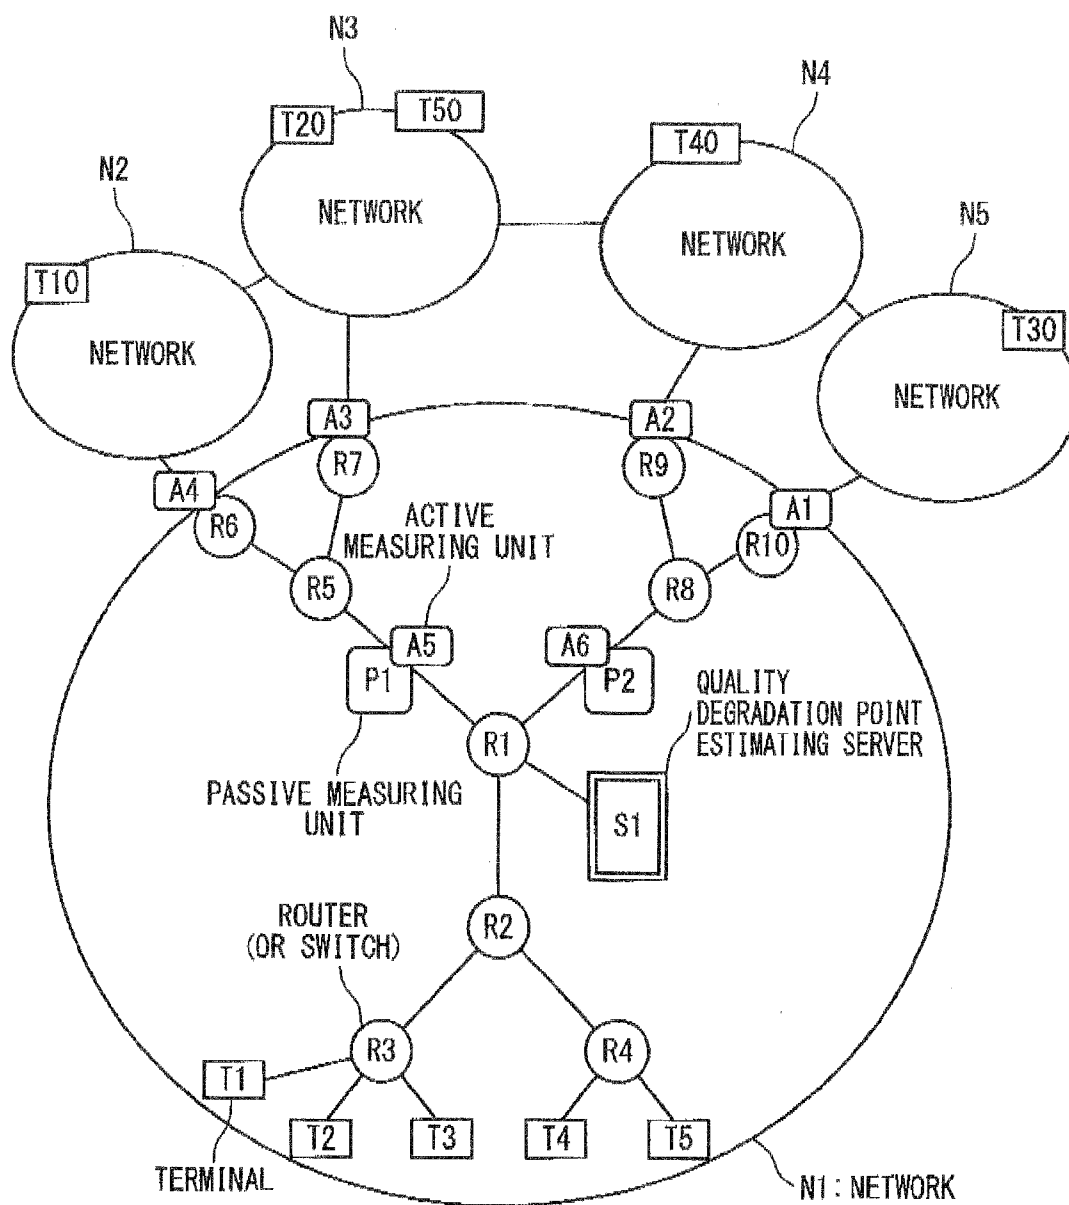 N3
N4
T20
T50
T40
N2
NETWORK
N5
T10
NETWORK
T30
NETWORK
NETWORK
A3
A2
R7
R9
A4
A1
R6
ACTIVE
MEASURING UNIT
R10
R5
R8
A5
A6
P1
P2
QUALITY
DEGRADATION POINT
ESTIMATING SERVER
R1
PASSIVE MEASURING
UNIT
S1
ROUTER
(OR SWITCH)
R2
R3
R4
T1
T2
T3
T4
T5
TERMINAL
N1:NETWORK